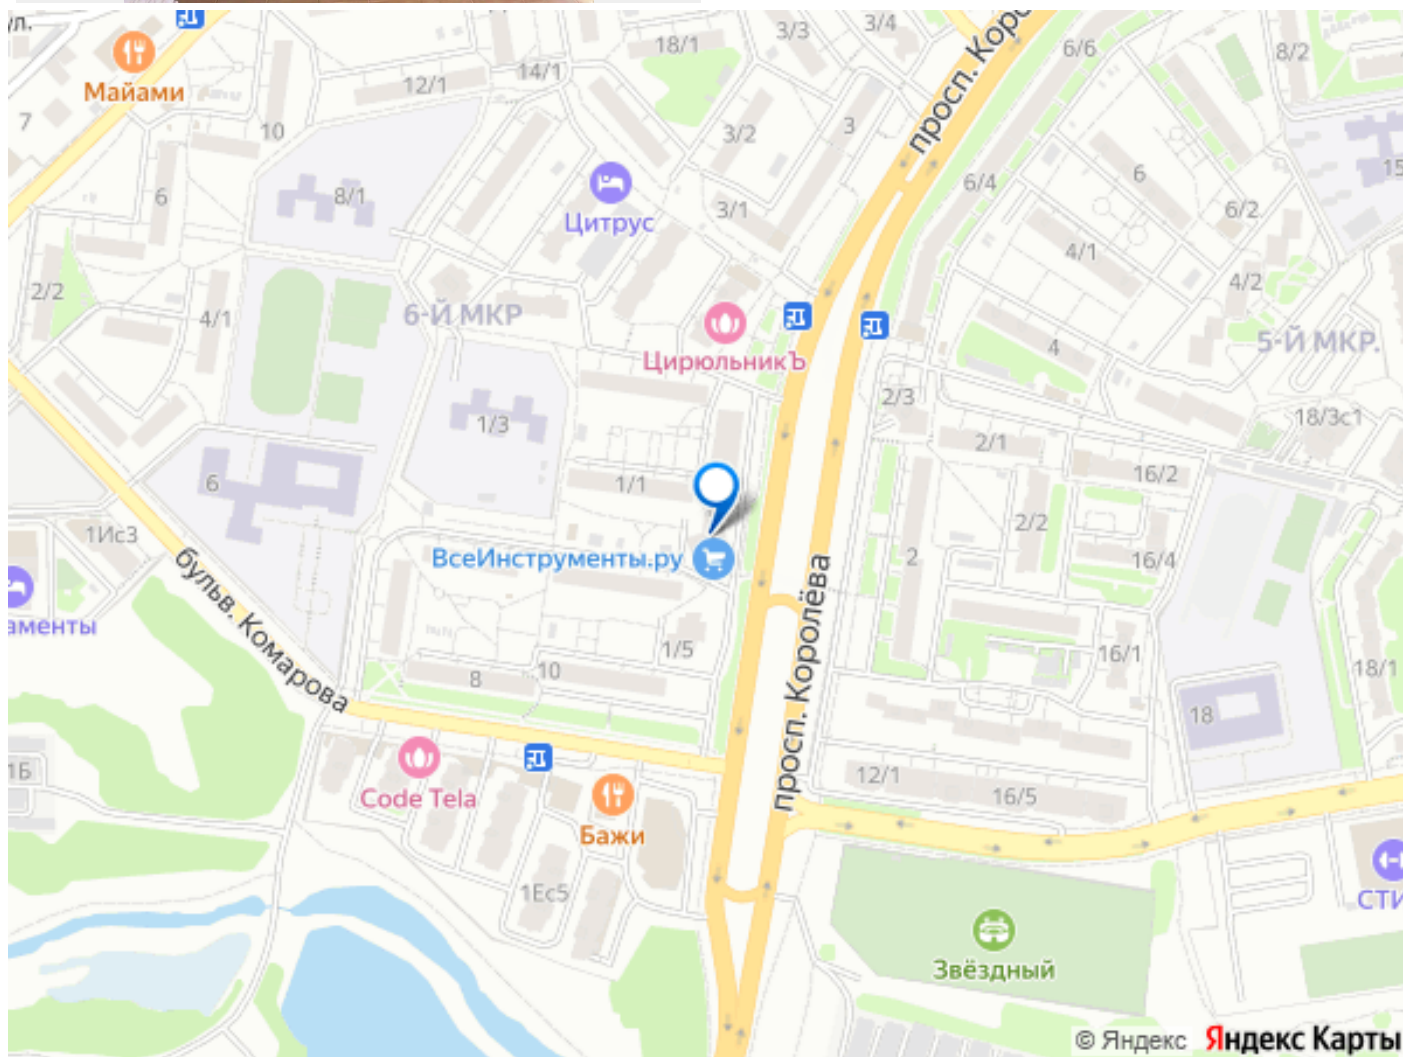 ул.
Майами
7
10
12/1
14/1
18/1
3/3
3/4
просп. Коро
6/6
8/2
3/2
3
6
8/1
Цитрус
3/1
6/4
6
6/2
15
2/2
4/1
6-Й МКР
ЦирюльникЪ
4/1
4/2
4
5-Й МКР.
1/3
2/3
2/1
18/3с1
6
1/1
16/2
1Ис3
ВсеИнструменты.ру
2
2/2
16/4
аменты
бульв. Комарова
1/5
просп. Королёва
16/1
18/1
8
10
18
1Б
Code Tela
Бажи
12/1
16/5
1Ес5
СТИ
Звёздный
© Яндекс Яндекс Карты